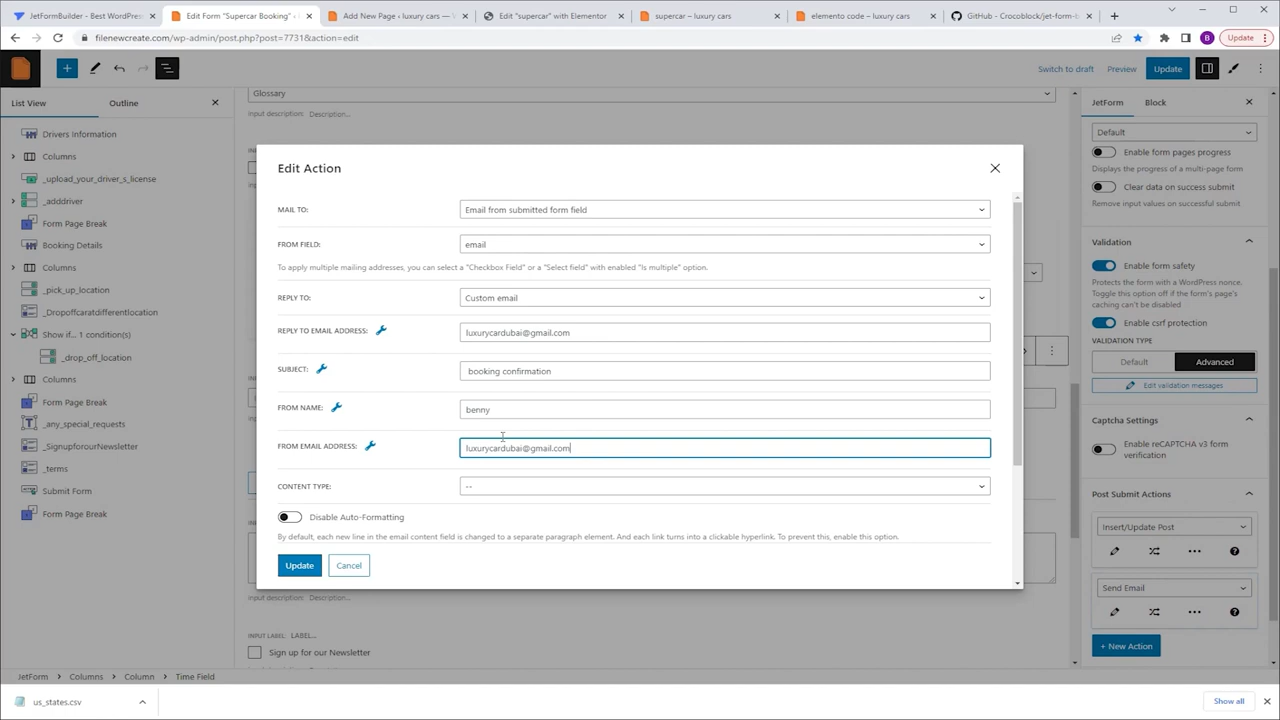 JetFormBuilder - Best WordPress
Edit Form "Supercar Booking"
Add New Page ‹ luxury cars — W
Edit "supercar" with Elementor
supercar – luxury cars
elemento code – luxury cars
GitHub - Crocoblock/jet-form-b
filenewcreate.com/wp-admin/post.php?post=7731&action=edit
B
Update
Switch to draft
Preview
Update
List View
Outline
Drivers Information
Columns
_upload_your_driver_s_license
_adddriver
Form Page Break
Booking Details
Columns
_pick_up_location
_Dropoffcaratdifferentlocation
Show if... 1 condition(s)
_drop_off_location
Columns
Form Page Break
_any_special_requests
_SignupforourNewsletter
_terms
Submit Form
Form Page Break
Glossary
Input description: Description...
Edit Action
MAIL TO:
Email from submitted form field
FROM FIELD:
email
To apply multiple mailing addresses, you can select a "Checkbox Field" or a "Select field" with enabled "Is multiple" option.
REPLY TO:
Custom email
REPLY TO EMAIL ADDRESS:
luxurycardubai@gmail.com
SUBJECT:
booking confirmation
FROM NAME:
benny
FROM EMAIL ADDRESS:
luxurycardubai@gmail.com
CONTENT TYPE:
--
Disable Auto-Formatting
By default, each new line in the email content field is changed to a separate paragraph element. And each link turns into a clickable hyperlink. To prevent this, enable this option.
Update
Cancel
Input description: Description...
INPUT LABEL: LABEL...
Sign up for our Newsletter
JetForm
Block
Default
Enable form pages progress
Displays the progress of a multi-page form
Clear data on success submit
Remove input values on successful submit
Validation
Enable form safety
Protects the form with a WordPress nonce.
Toggle this option off if the form's page's
caching can't be disabled
Enable csrf protection
VALIDATION TYPE
Default
Advanced
Edit validation messages
Captcha Settings
Enable reCAPTCHA v3 form
verification
Post Submit Actions
Insert/Update Post
Send Email
+ New Action
JetForm
Columns
Column
Time Field
us_states.csv
Show all